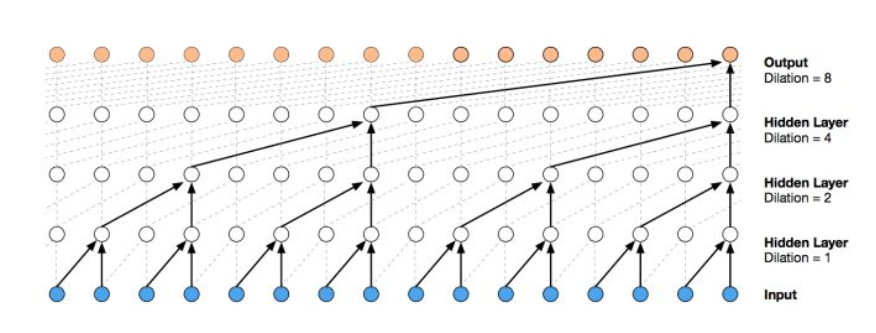 Output
Dilation = 8
Hidden Layer
Dilation = 4
Hidden Layer
Dilation = 2
Hidden Layer
Dilation = 1
Input